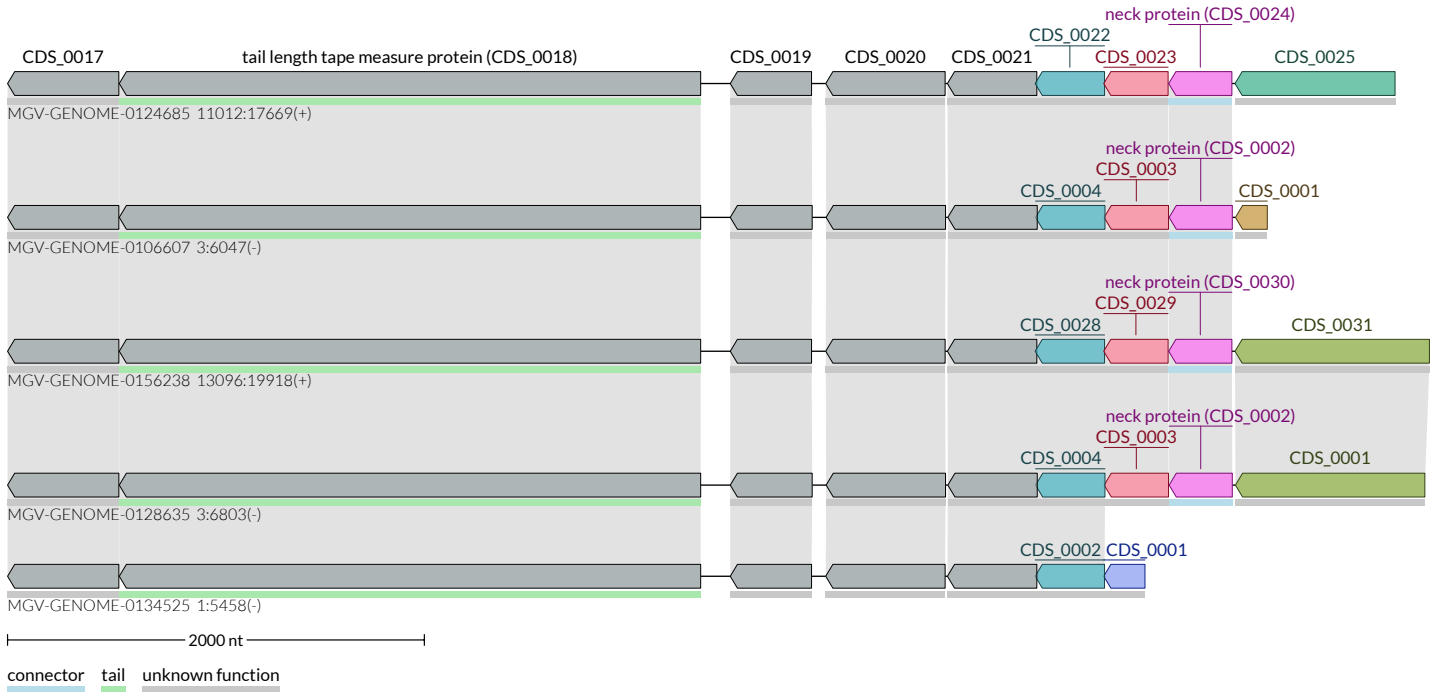 neck protein (CDS_0024)
CDS_0022
CDS_0017 tail length tape measure protein (CDS_0018) CDS_0019 CDS_0020 CDS_0021 CDS_0023 CDS_0025
MGV-GENOME-0124685 11012:17669(+)
neck protein (CDS_0002)
CDS_0003
CDS_0004 CDS_0001
MGV-GENOME-0106607 3:6047(-)
neck protein (CDS_0030)
CDS_0029
CDS_0028 CDS_0031
MGV-GENOME-0156238 13096:19918(+)
neck protein (CDS_0002)
CDS_0003
CDS_0004 CDS_0001
MGV-GENOME-0128635 3:6803(-)
CDS_0002 CDS_0001
MGV-GENOME-0134525 1:5458(-)
2000 nt
connector tail unknown function